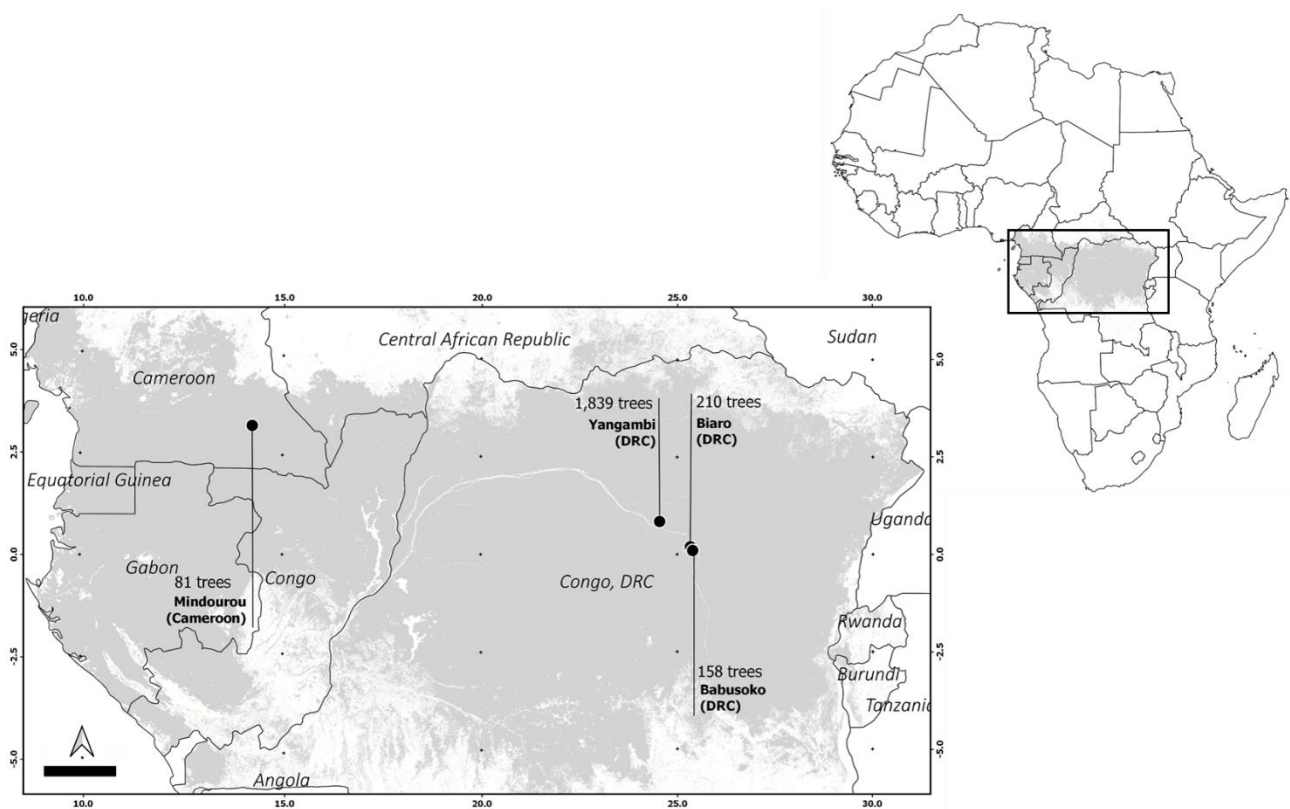 10.0
15.0
20.0
25.0
30.0
geria
Central African Republic
Sudan
5.0
5.0
Cameroon
1,839 trees
Yangambi
(DRC)
210 trees
Biaro
(DRC)
2.5
2.5
Equatorial Guinea
Uganda
0.0
0.0
Gabon
Congo
Congo, DRC
81 trees
Mindourou
(Cameroon)
Rwanda
-2.5
-2.5
158 trees
Babusoko
(DRC)
Burundi
Tanzania
-5.0
-5.0
Angola
10.0
15.0
20.0
25.0
30.0